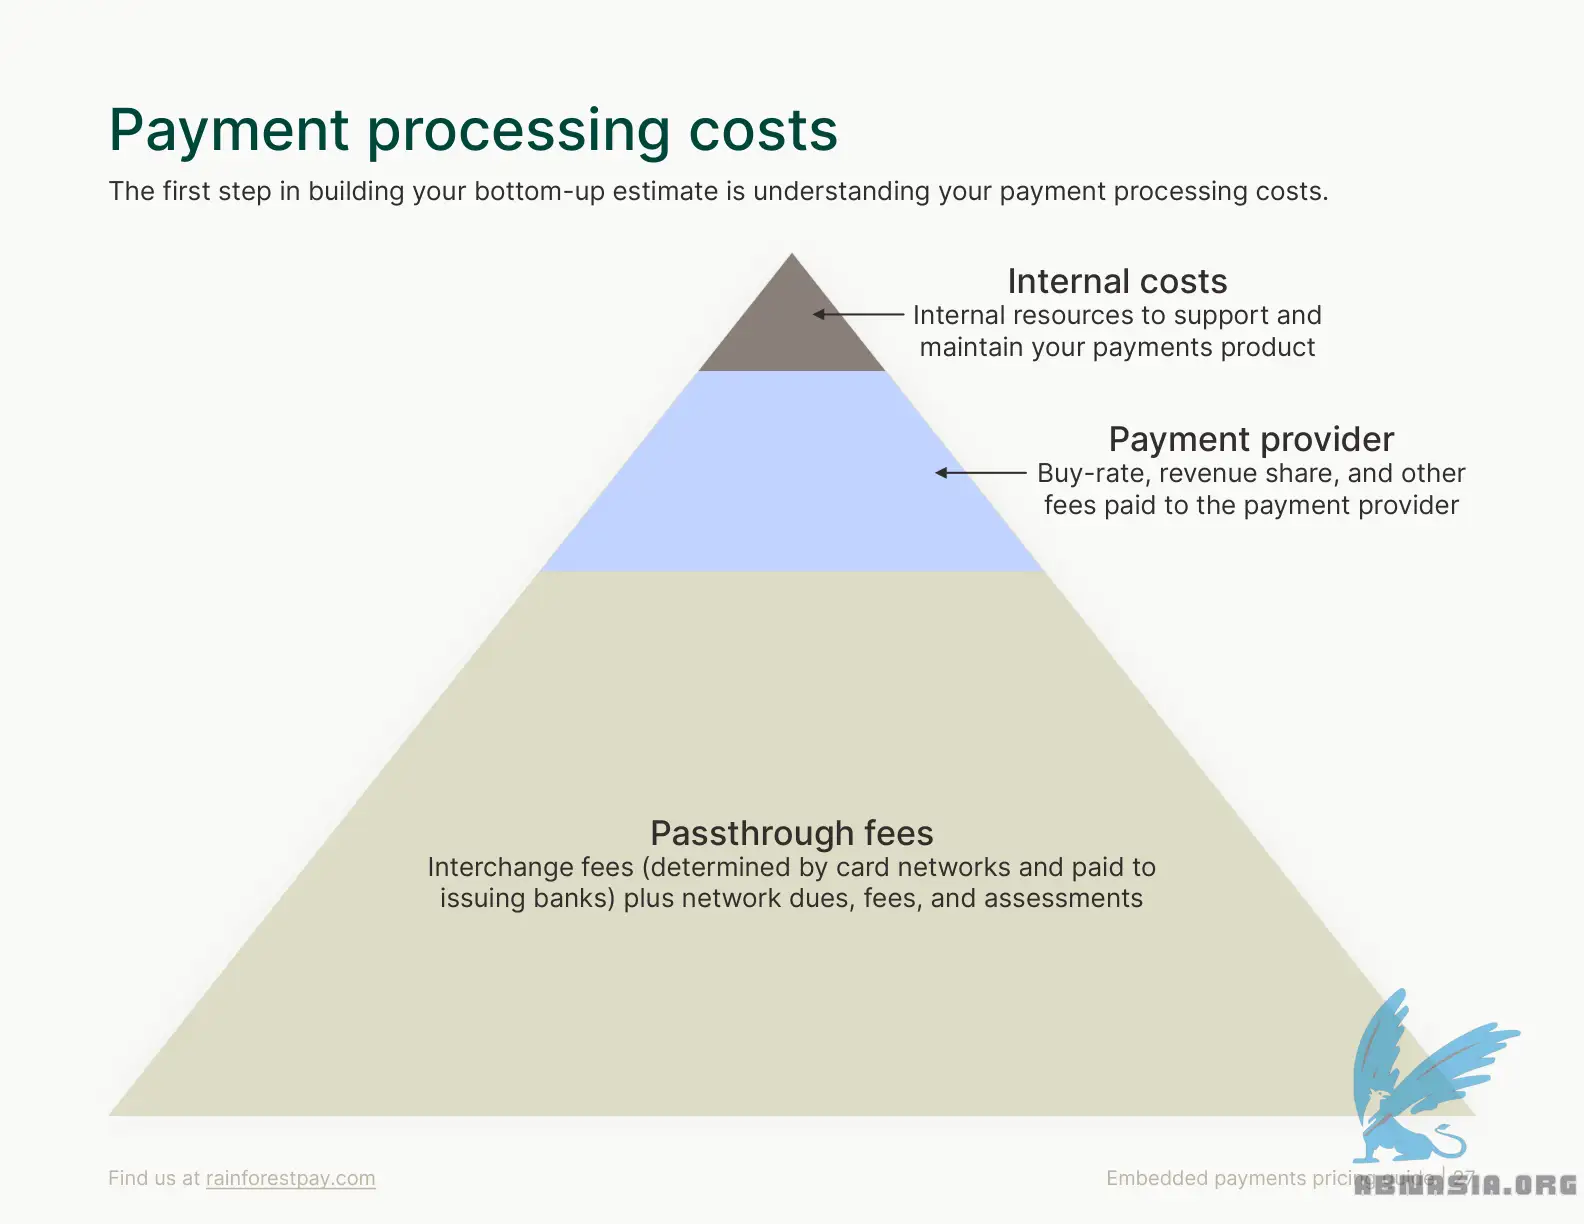 Payment processing costs
The first step in building your bottom-up estimate is understanding your payment processing costs.
Internal costs
Internal resources to support and
maintain your payments product
Payment provider
Buy-rate, revenue share, and other
fees paid to the payment provider
Passthrough fees
Interchange fees (determined by card networks and paid to
issuing banks) plus network dues, fees, and assessments
Find us at rainforestpay.com
Embedded payments pricing guide | 27
ABNASIA.ORG